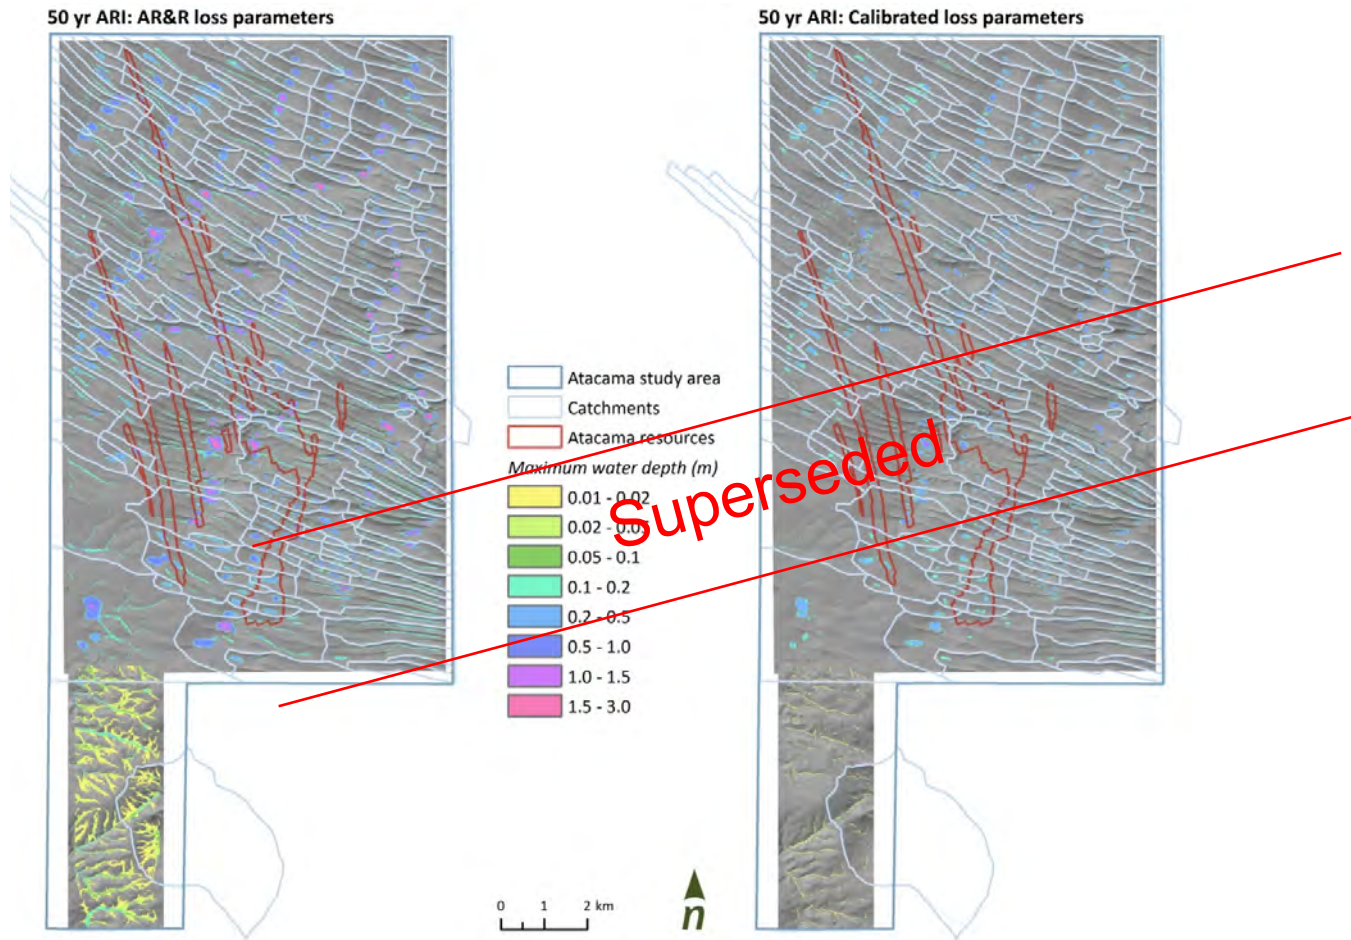 50 yr ARI: AR&R loss parameters
50 yr ARI: Calibrated loss parameters
Atacama study area
Catchments
Atacama resources
Maximum water depth (m)
0.01 - 0.02
0.02 - 0.05
0.05 - 0.1
0.1 - 0.2
0.2 - 0.5
0.5 - 1.0
1.0 - 1.5
1.5 - 3.0
Superseded
0 1 2 km
n